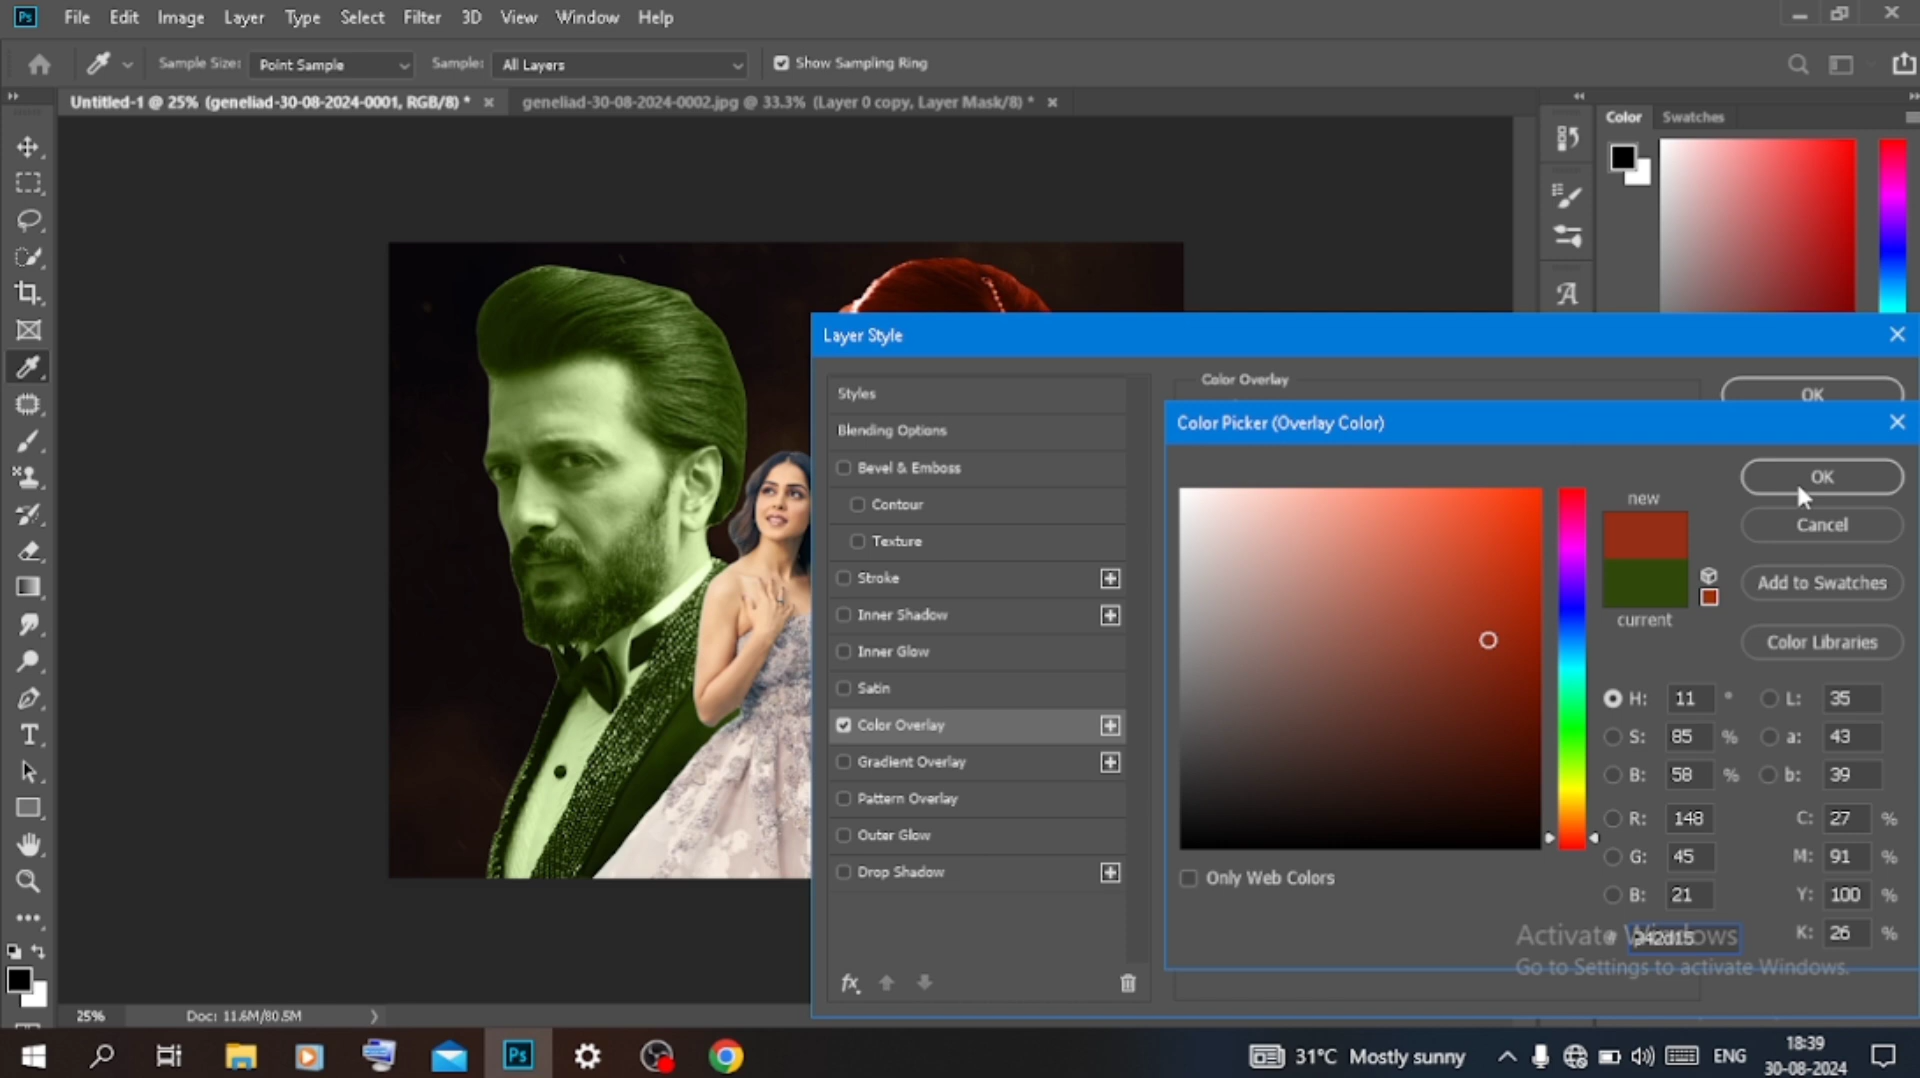 Ps File Edit Image Layer Type Select Filter 3D View Window Help
Sample Size: Point Sample Sample: All Layers Show Sampling Ring
Untitled-1 @ 25% (geneliad-30-08-2024-0001, RGB/8) * × geneliad-30-08-2024-0002.jpg @ 33.3% (Layer 0 copy, Layer Mask/8) * ×
Color Swatches
Layer Style
Styles
Blending Options
Bevel & Emboss
Contour
Texture
Stroke
Inner Shadow
Inner Glow
Satin
Color Overlay
Gradient Overlay
Pattern Overlay
Outer Glow
Drop Shadow
fx
Color Overlay
OK
Color Picker (Overlay Color)
new
current
OK
Cancel
Add to Swatches
Color Libraries
H: 11 ° L: 35
S: 85 % a: 43
B: 58 % b: 39
R: 148 C: 27 %
G: 45 M: 91 %
B: 21 Y: 100 %
# 942d15 K: 26 %
Only Web Colors
Activate Windows
Go to Settings to activate Windows.
25% Doc: 11.6M/80.5M
Ps 31°C Mostly sunny ENG 18:39
30-08-2024